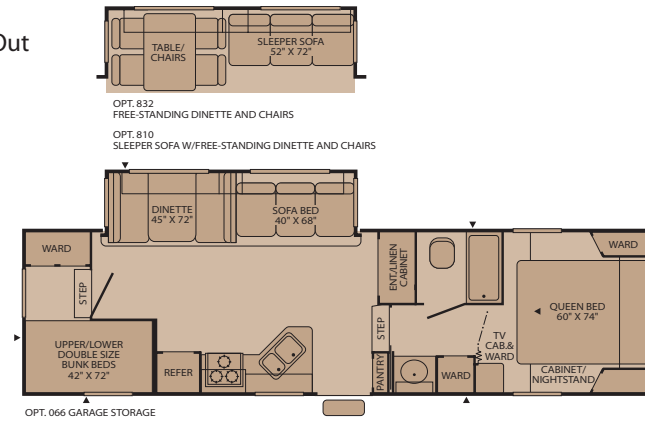 Out
TABLE/
CHAIRS
SLEEPER SOFA
52" X 72"
OPT. 832
FREE-STANDING DINETTE AND CHAIRS
OPT. 810
SLEEPER SOFA W/FREE-STANDING DINETTE AND CHAIRS
DINETTE
45" X 72"
SOFA BED
40" X 68"
WARD
STEP
UPPER/LOWER
DOUBLE SIZE
BUNK BEDS
42" X 72"
REFER
ENT/LINEN
CABINET
STEP
PANTRY
WARD
TV
CAB.&
WARD
WARD
QUEEN BED
60" X 74"
CABINET/
NIGHTSTAND
OPT. 066 GARAGE STORAGE